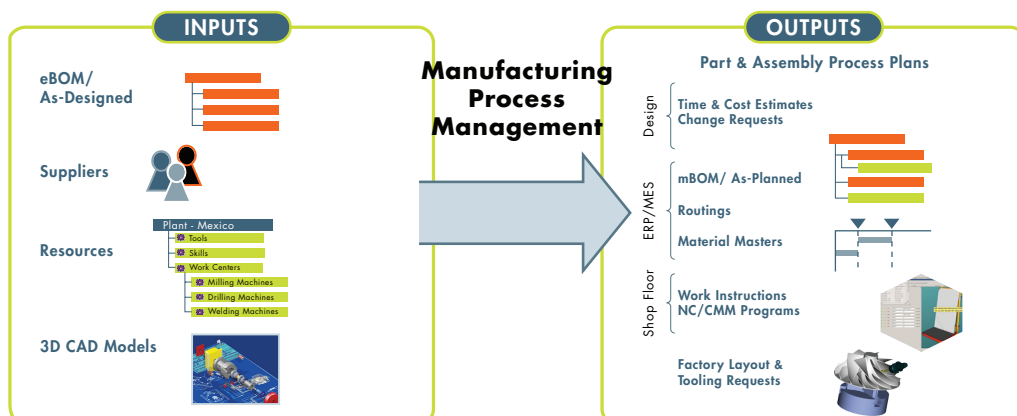 INPUTS
eBOM/
As-Designed
Suppliers
Resources
Plant - Mexico
Tools
Skills
Work Centers
Milling Machines
Drilling Machines
Welding Machines
3D CAD Models
Manufacturing
Process
Management
OUTPUTS
Part & Assembly Process Plans
Design
Time & Cost Estimates
Change Requests
ERP/MES
mBOM/ As-Planned
Routings
Material Masters
Shop Floor
Work Instructions
NC/CMM Programs
Factory Layout &
Tooling Requests